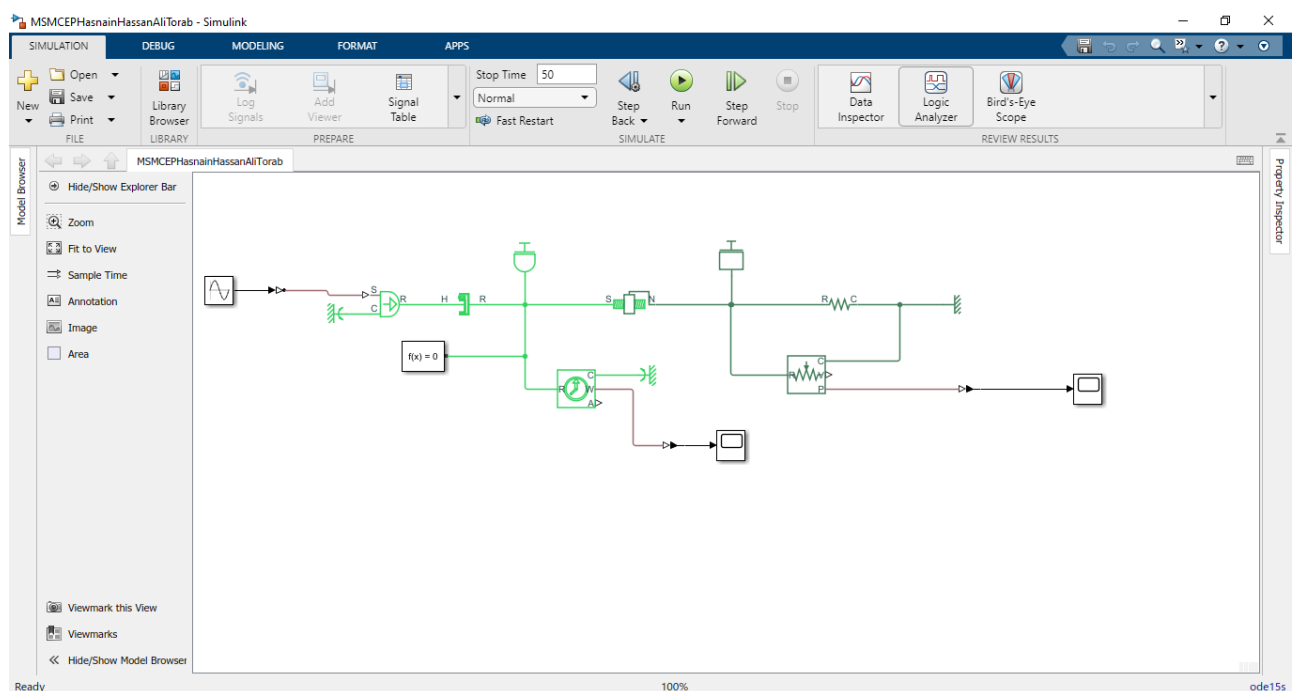 MSMCEPHasnainHassanAliTorab - Simulink
SIMULATION DEBUG MODELING FORMAT APPS
New
Open
Save
Print
FILE
Library
Browser
LIBRARY
Log
Signals
Add
Viewer
Signal
Table
PREPARE
Stop Time 50
Normal
Fast Restart
Step
Back
Run
Step
Forward
Stop
SIMULATE
Data
Inspector
Logic
Analyzer
Bird's-Eye
Scope
REVIEW RESULTS
Model Browser
MSMCEPHasnainHassanAliTorab
Property Inspector
Hide/Show Explorer Bar
Zoom
Fit to View
Sample Time
Annotation
Image
Area
Viewmark this View
Viewmarks
Hide/Show Model Browser
S
C
R
H
R
S
N
R
C
f(x) = 0
R
C
W
A
R
C
W
P
Ready
100%
ode15s